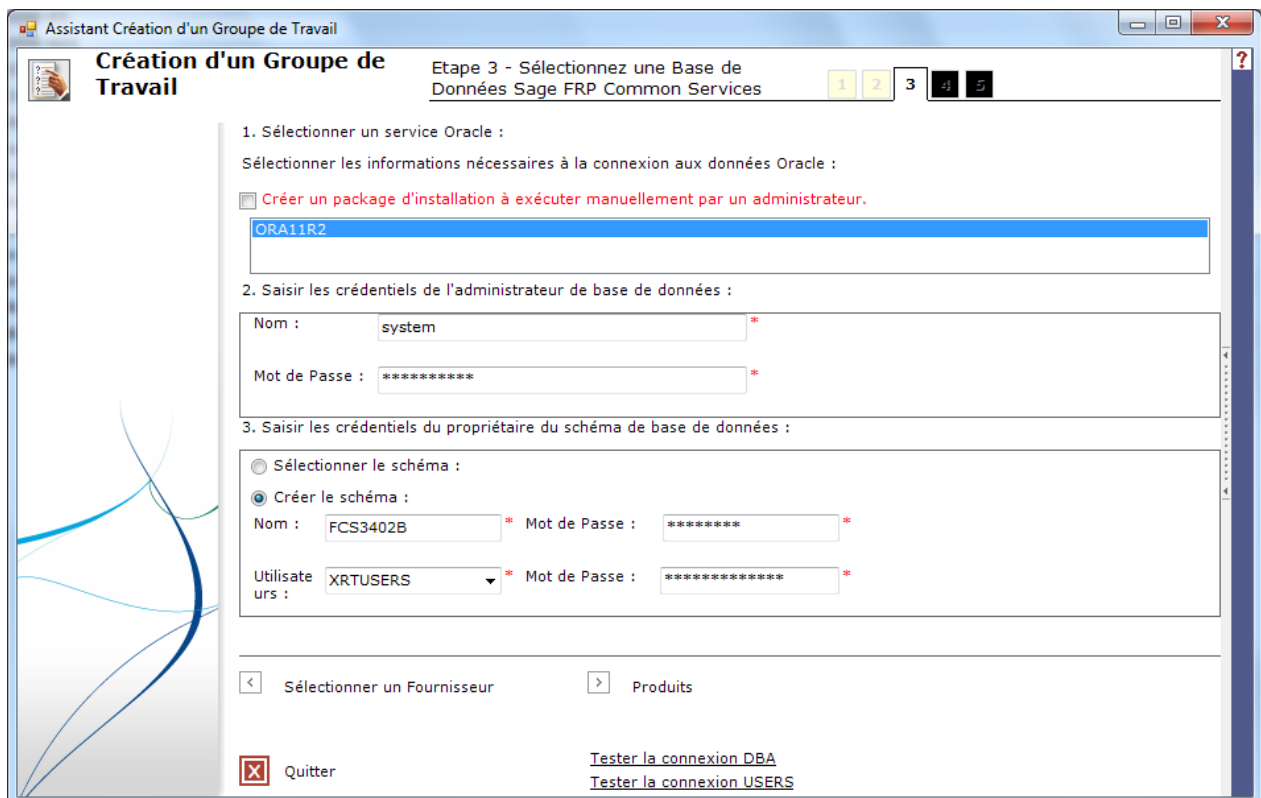 Assistant Création d'un Groupe de Travail
Création d'un Groupe de
Travail
Etape 3 - Sélectionnez une Base de
Données Sage FRP Common Services
1 2 3 4 5
?
1. Sélectionner un service Oracle :
Sélectionner les informations nécessaires à la connexion aux données Oracle :
Créer un package d'installation à exécuter manuellement par un administrateur.
ORA11R2
2. Saisir les crédentiels de l'administrateur de base de données :
Nom : system *
Mot de Passe : ********** *
3. Saisir les crédentiels du propriétaire du schéma de base de données :
Sélectionner le schéma :
Créer le schéma :
Nom : FCS3402B * Mot de Passe : ******** *
Utilisate
urs : XRTUSERS * Mot de Passe : ************* *
< Sélectionner un Fournisseur > Produits
X Quitter
Tester la connexion DBA
Tester la connexion USERS